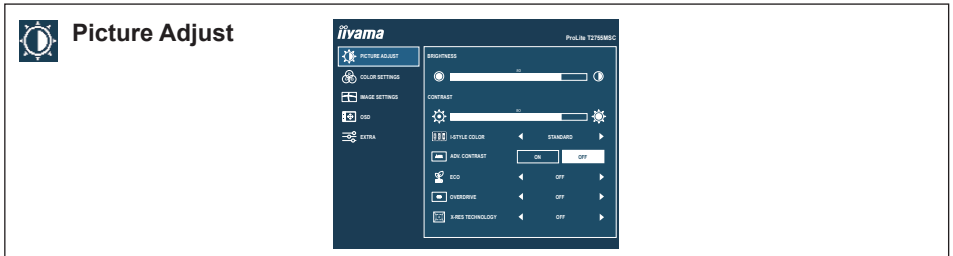 Picture Adjust
iiyama
ProLite T2755MSC
PICTURE ADJUST
COLOR SETTINGS
IMAGE SETTINGS
OSD
EXTRA
BRIGHTNESS
CONTRAST
I-STYLE COLOR STANDARD
ADV. CONTRAST ON OFF
ECO OFF
OVERDRIVE OFF
X-RES TECHNOLOGY OFF